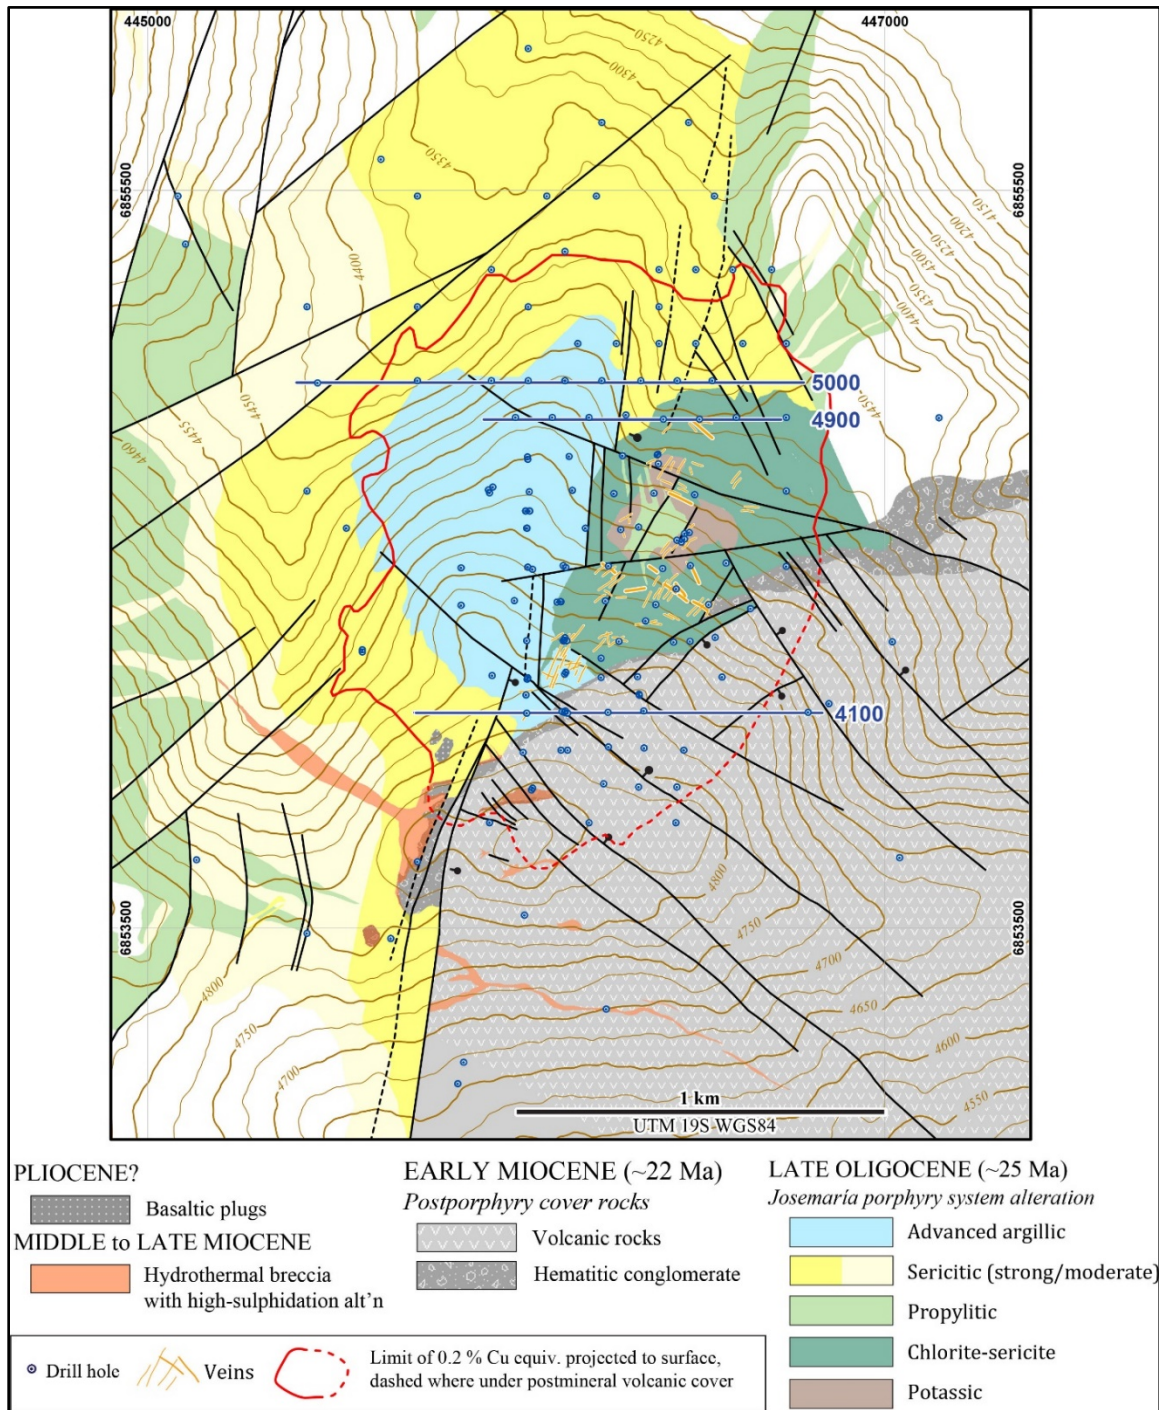 445000
447000
4250
4300
4350
6855500
6855500
4150
4200
4250
4300
4350
4400
4400
4450
5000
4900
4450
4455
4460
4100
4800
4750
4700
4650
4600
4550
6853500
6853500
4800
4750
4700
1 km
UTM 19S WGS84
PLIOCENE?
Basaltic plugs
MIDDLE to LATE MIOCENE
Hydrothermal breccia
with high-sulphidation alt'n
EARLY MIOCENE (~22 Ma)
Postporphyry cover rocks
Volcanic rocks
Hematitic conglomerate
LATE OLIGOCENE (~25 Ma)
Josemaría porphyry system alteration
Advanced argillic
Sericitic (strong/moderate)
Propylitic
Chlorite-sericite
Potassic
Drill hole
Veins
Limit of 0.2 % Cu equiv. projected to surface,
dashed where under postmineral volcanic cover